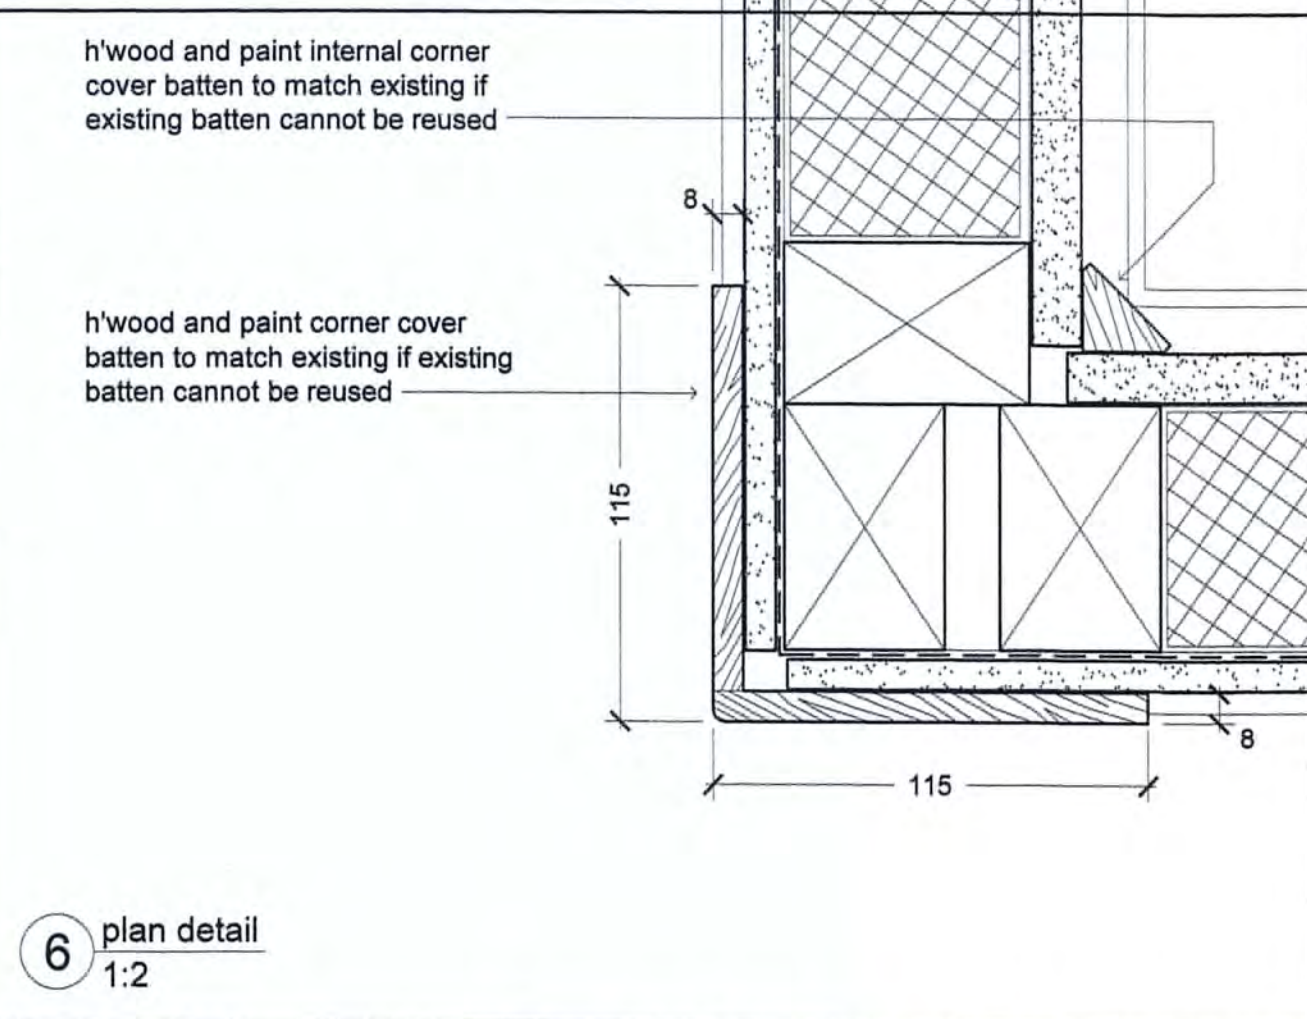 h'wood and paint internal corner
cover batten to match existing if
existing batten cannot be reused
8
h'wood and paint corner cover
batten to match existing if existing
batten cannot be reused
115
8
115
6
plan detail
1:2